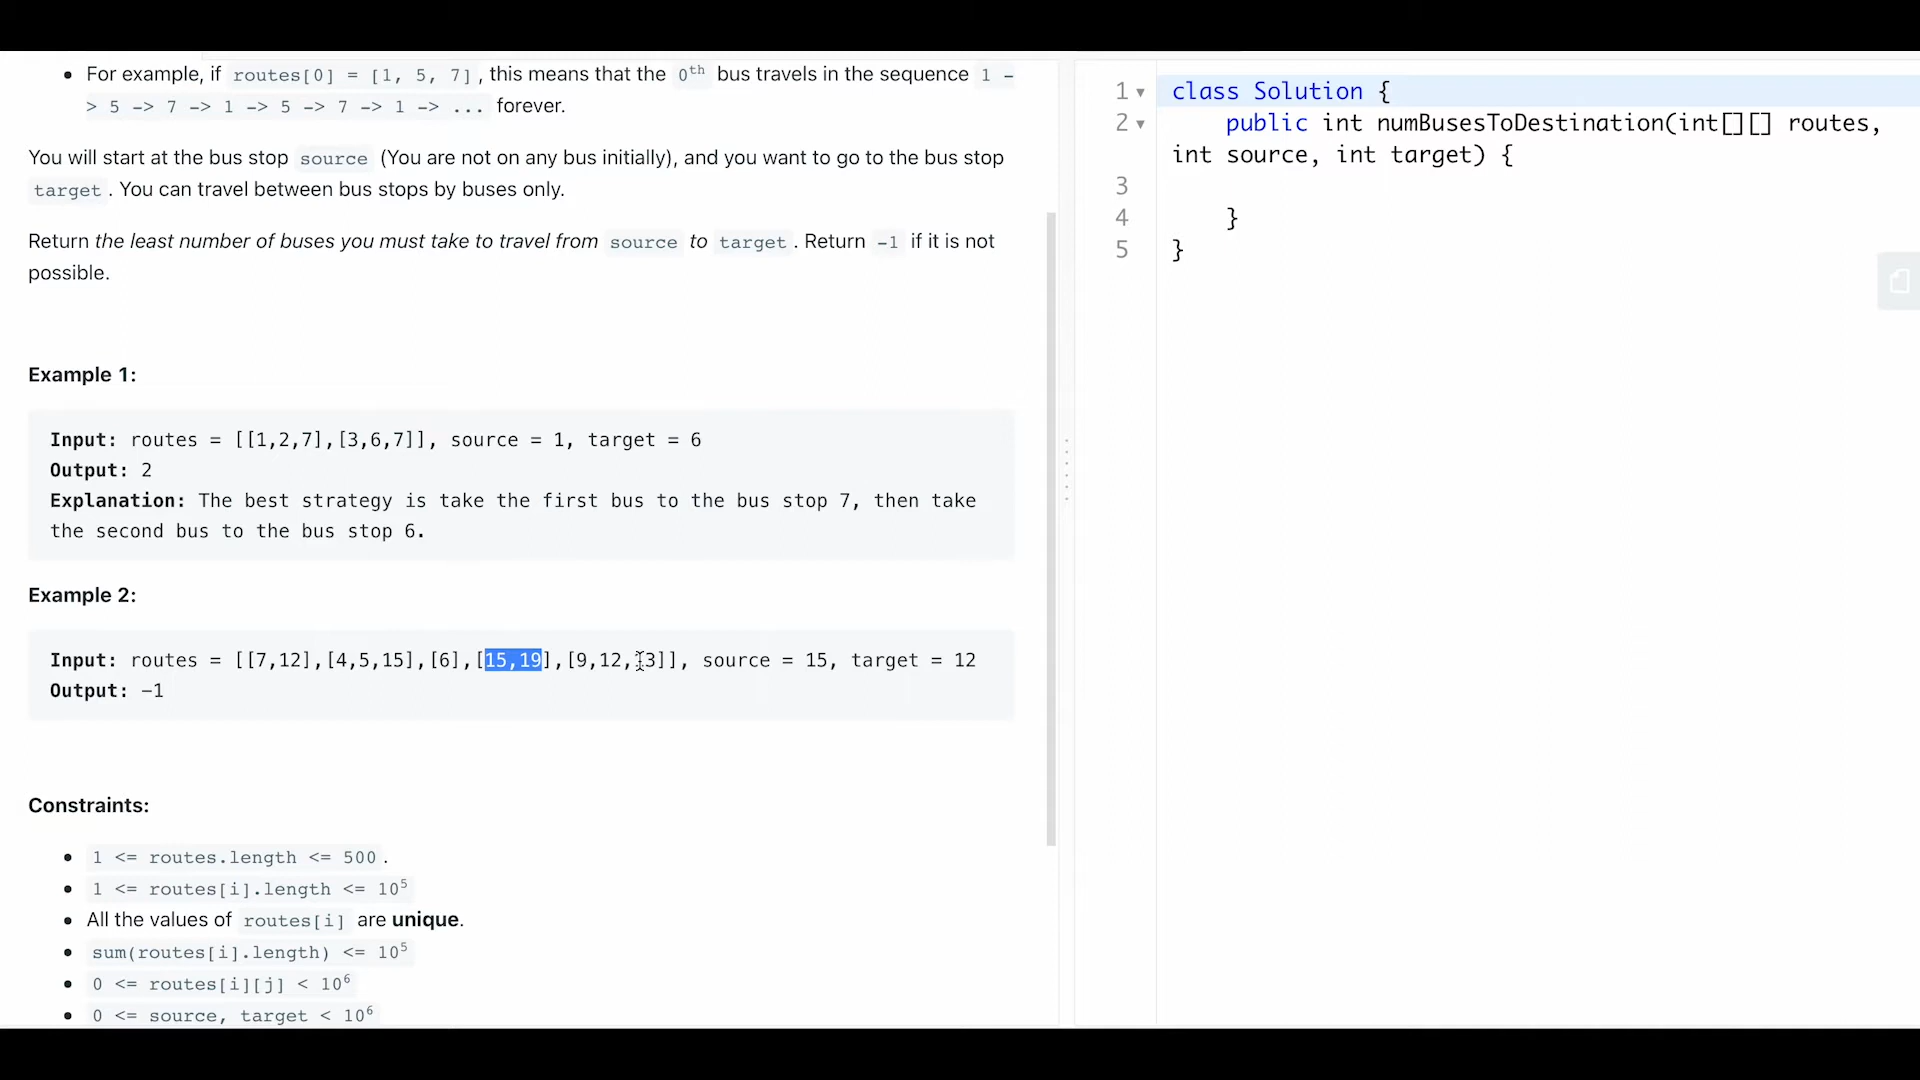 • For example, if routes[0] = [1, 5, 7], this means that the 0th bus travels in the sequence 1 -
> 5 -> 7 -> 1 -> 5 -> 7 -> 1 -> ... forever.
You will start at the bus stop source (You are not on any bus initially), and you want to go to the bus stop
target. You can travel between bus stops by buses only.
Return the least number of buses you must take to travel from source to target. Return -1 if it is not
possible.
Example 1:
Input: routes = [[1,2,7],[3,6,7]], source = 1, target = 6
Output: 2
Explanation: The best strategy is take the first bus to the bus stop 7, then take
the second bus to the bus stop 6.
Example 2:
Input: routes = [[7,12],[4,5,15],[6],[15,19],[9,12,13]], source = 15, target = 12
Output: -1
Constraints:
• 1 <= routes.length <= 500.
• 1 <= routes[i].length <= 10^5
• All the values of routes[i] are unique.
• sum(routes[i].length) <= 10^5
• 0 <= routes[i][j] < 10^6
• 0 <= source, target < 10^6
1 class Solution {
2 public int numBusesToDestination(int[][] routes,
int source, int target) {
3
4 }
5 }